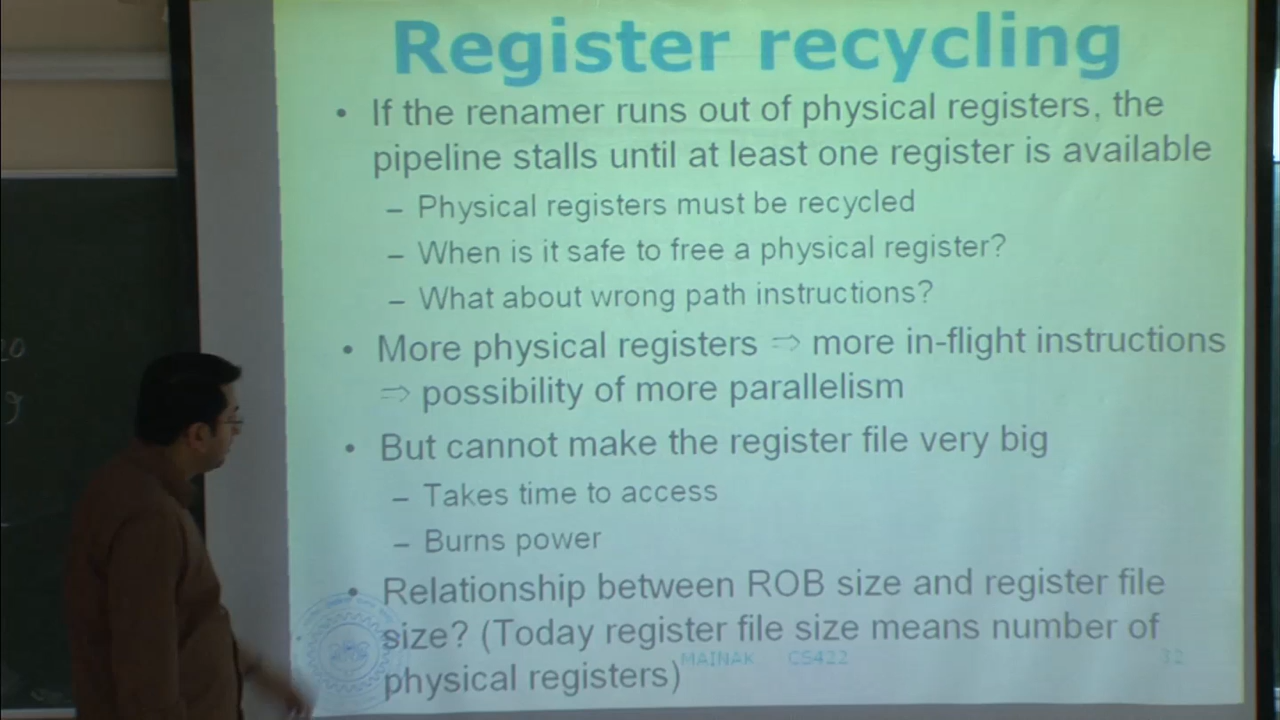 Register recycling
• If the renamer runs out of physical registers, the
pipeline stalls until at least one register is available
– Physical registers must be recycled
– When is it safe to free a physical register?
– What about wrong path instructions?
• More physical registers ⇒ more in-flight instructions
⇒ possibility of more parallelism
• But cannot make the register file very big
– Takes time to access
– Burns power
• Relationship between ROB size and register file
size? (Today register file size means number of
physical registers)
MAINAK CS422 32